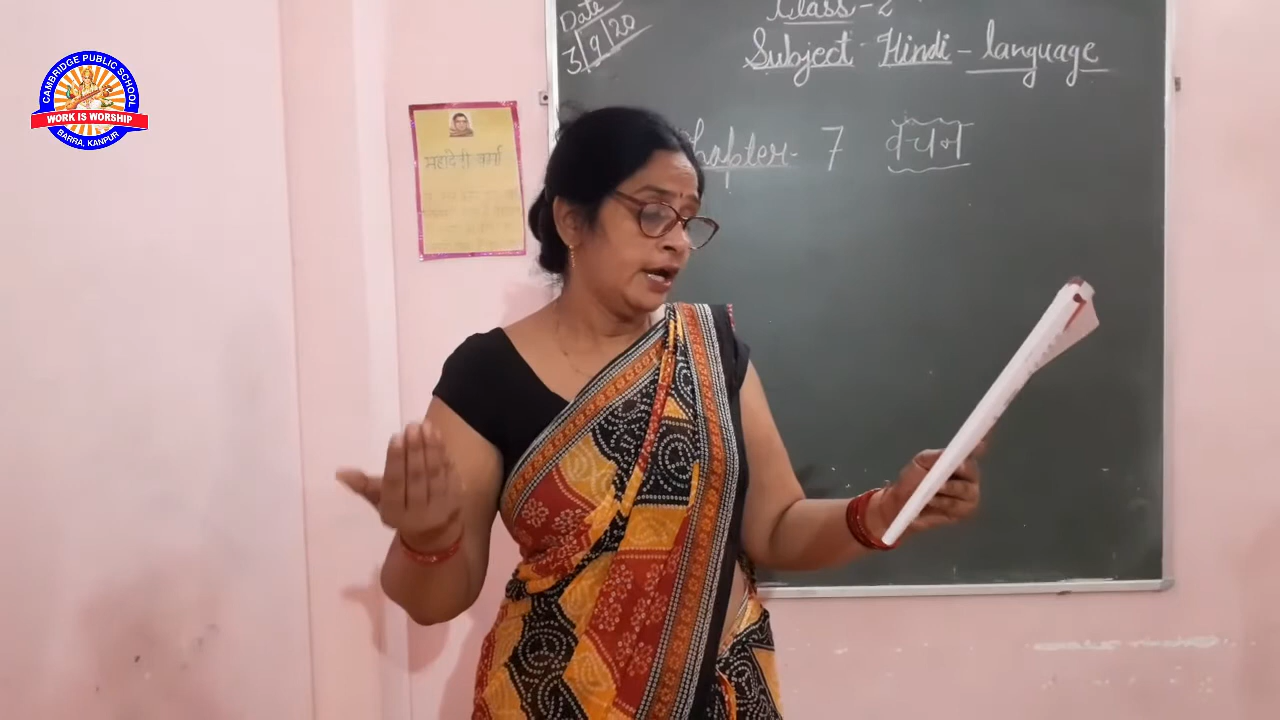 CAMBRIDGE PUBLIC SCHOOL
WORK IS WORSHIP
BARRA, KANPUR
Date
3/9/20
Class-2
Subject Hindi - language
Chapter- 7 वचन
महादेवी वर्मा